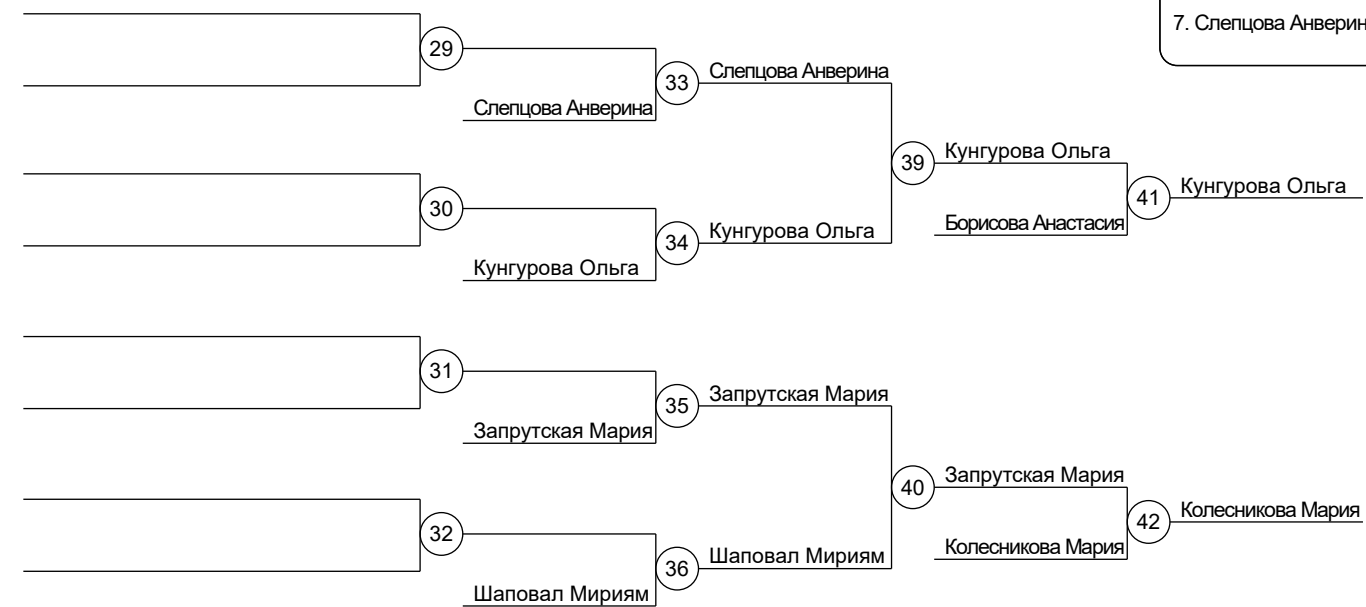 7. Слепцова Анверин
29
33
Слепцова Анверина
Слепцова Анверина
39
Кунгурова Ольга
41
Кунгурова Ольга
30
34
Кунгурова Ольга
Борисова Анастасия
Кунгурова Ольга
31
35
Запрутская Мария
Запрутская Мария
40
Запрутская Мария
42
Колесникова Мария
32
36
Шаповал Мириям
Колесникова Мария
Шаповал Мириям